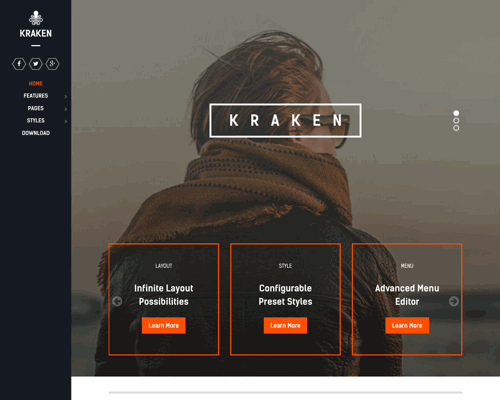 KRAKEN
HOME
FEATURES
PAGES
STYLES
DOWNLOAD
KRAKEN
LAYOUT
Infinite Layout
Possibilities
Learn More
STYLE
Configurable
Preset Styles
Learn More
MENU
Advanced Menu
Editor
Learn More